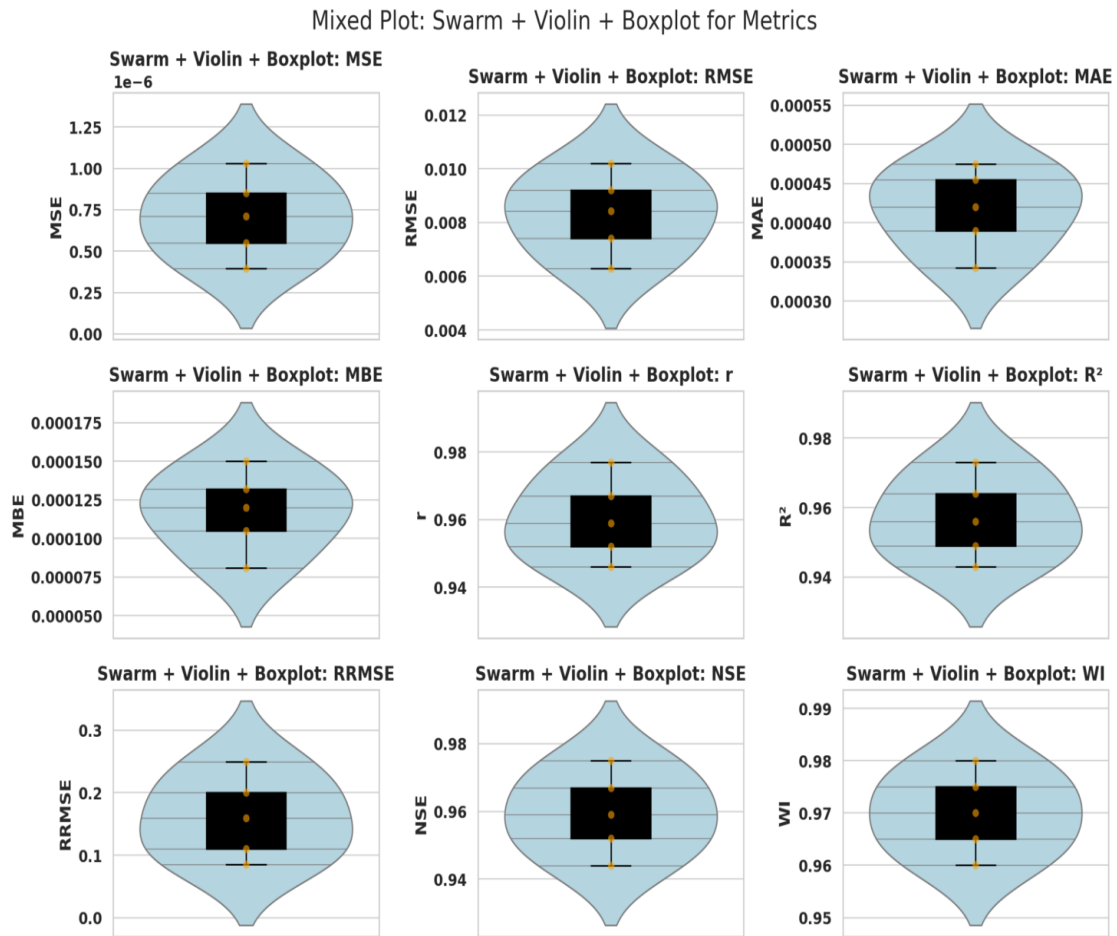 Mixed Plot: Swarm + Violin + Boxplot for Metrics
Swarm + Violin + Boxplot: MSE
1e−6
MSE
1.25
1.00
0.75
0.50
0.25
0.00
Swarm + Violin + Boxplot: RMSE
RMSE
0.012
0.010
0.008
0.006
0.004
Swarm + Violin + Boxplot: MAE
MAE
0.00055
0.00050
0.00045
0.00040
0.00035
0.00030
Swarm + Violin + Boxplot: MBE
MBE
0.000175
0.000150
0.000125
0.000100
0.000075
0.000050
Swarm + Violin + Boxplot: r
r
0.98
0.96
0.94
Swarm + Violin + Boxplot: R²
R²
0.98
0.96
0.94
Swarm + Violin + Boxplot: RRMSE
RRMSE
0.3
0.2
0.1
0.0
Swarm + Violin + Boxplot: NSE
NSE
0.98
0.96
0.94
Swarm + Violin + Boxplot: WI
WI
0.99
0.98
0.97
0.96
0.95